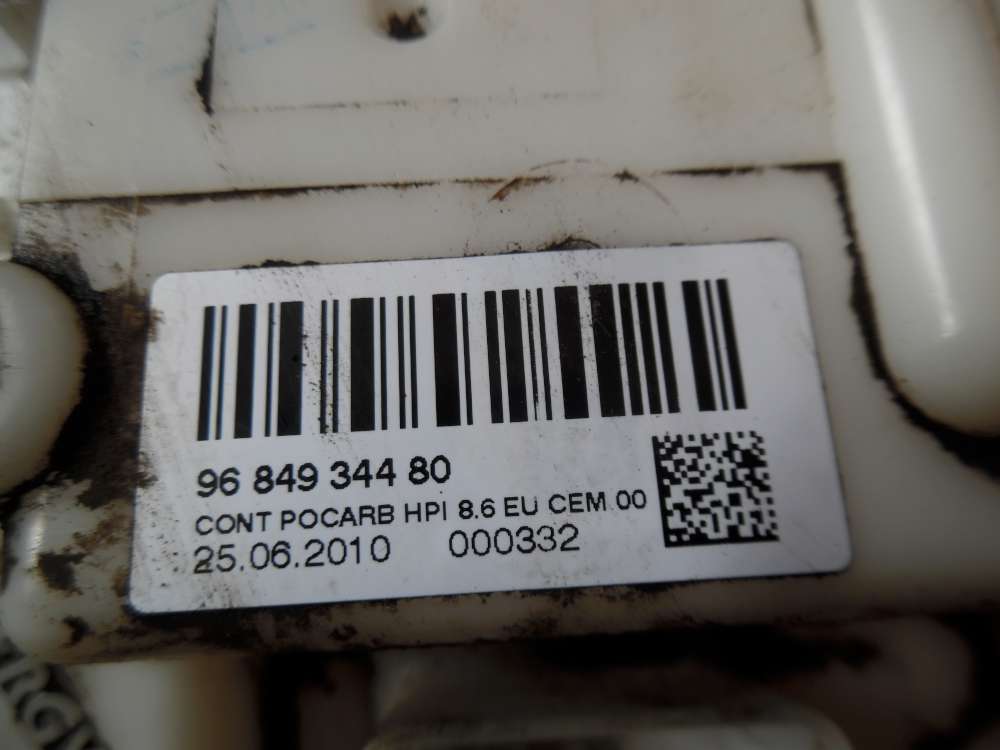 96 849 344 80
CONT POCARB HPI 8.6 EU CEM 00
25.06.2010 000332